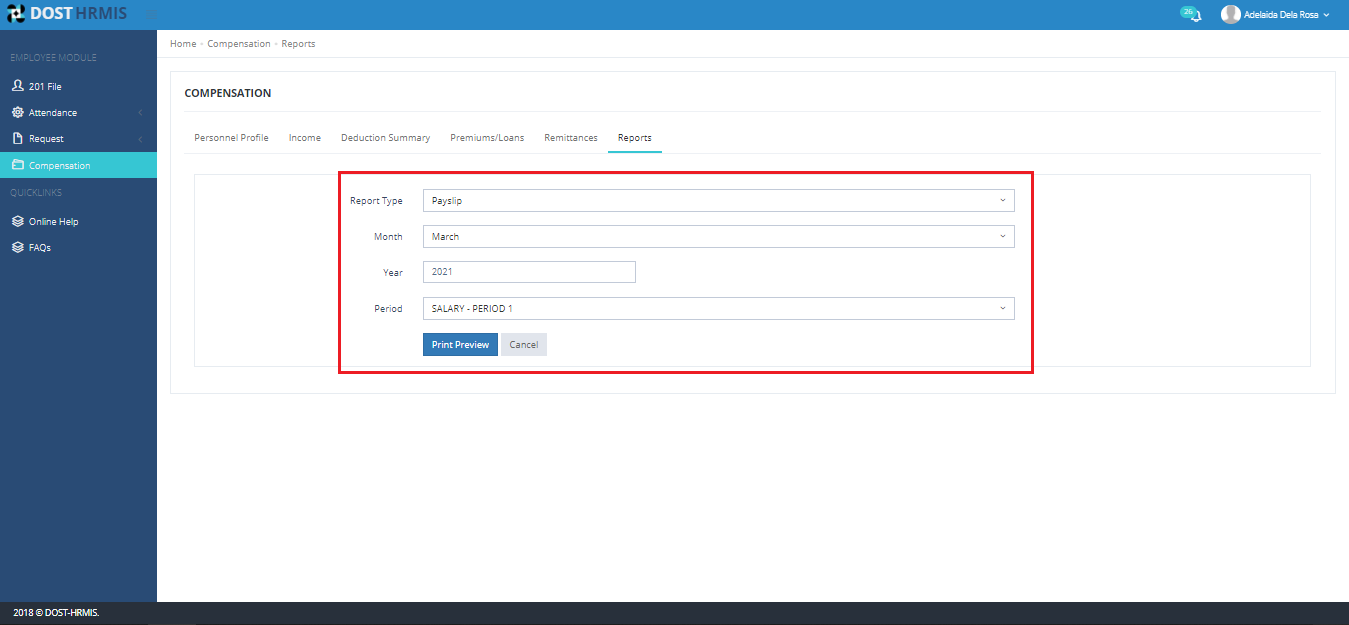 DOST HRMIS
26
Adelaida Dela Rosa
EMPLOYEE MODULE
201 File
Attendance
Request
Compensation
QUICKLINKS
Online Help
FAQs
Home Compensation Reports
COMPENSATION
Personnel Profile Income Deduction Summary Premiums/Loans Remittances Reports
Report Type Payslip
Month March
Year 2021
Period SALARY - PERIOD 1
Print Preview Cancel
2018 © DOST-HRMIS.